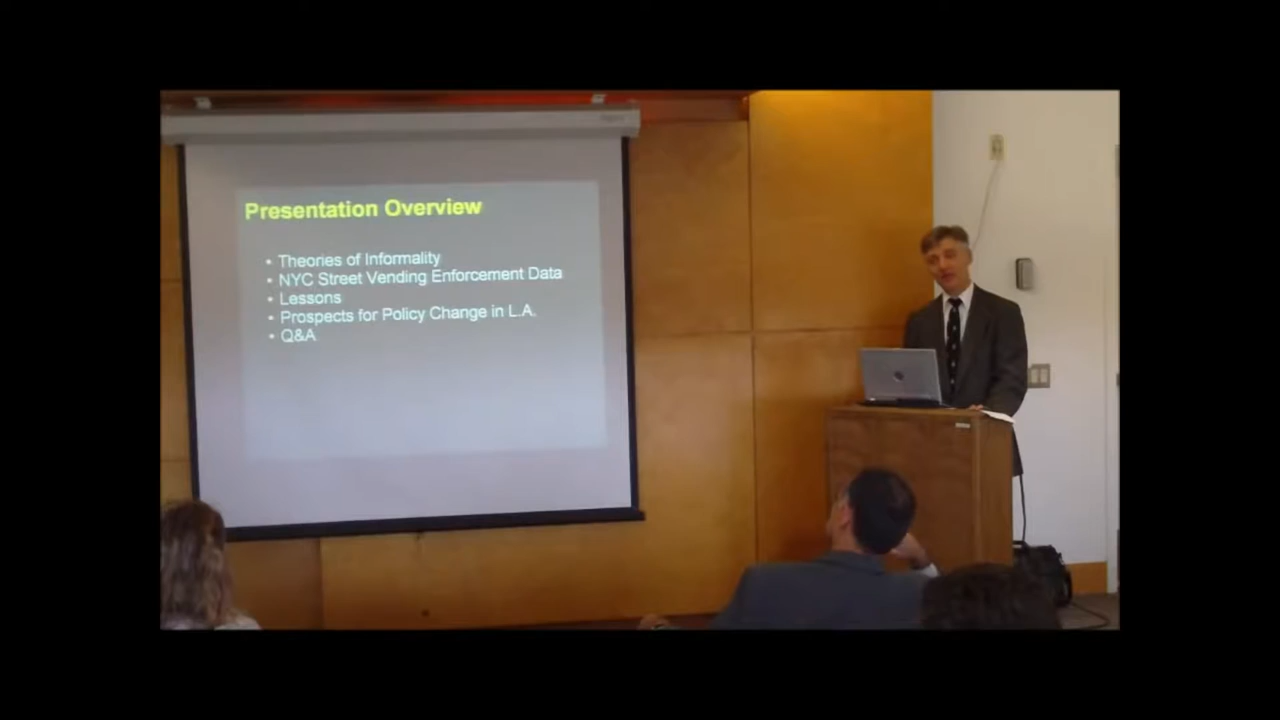 Presentation Overview
• Theories of Informality
• NYC Street Vending Enforcement Data
• Lessons
• Prospects for Policy Change in L.A.
• Q&A